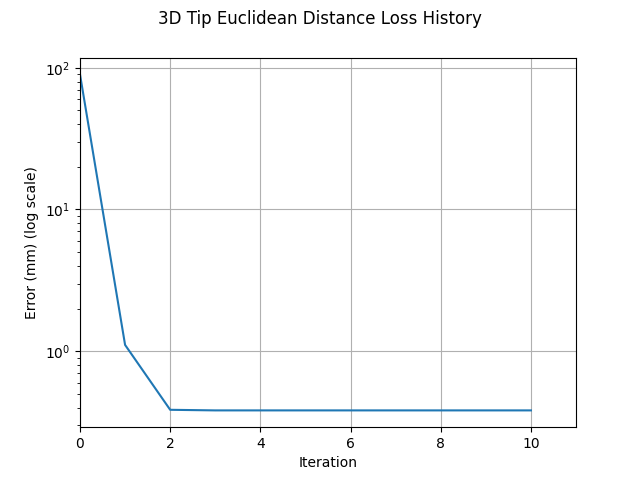 3D Tip Euclidean Distance Loss History
10²
10¹
10⁰
Error (mm) (log scale)
0 2 4 6 8 10
Iteration